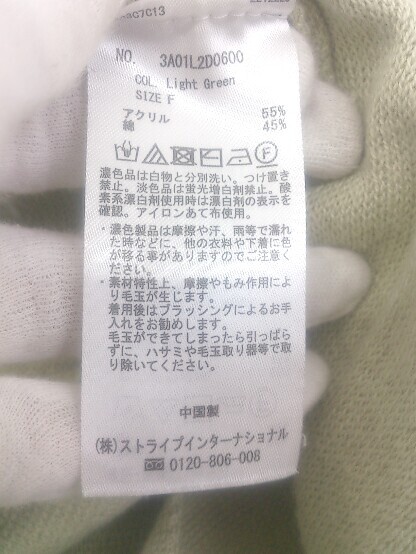 NO. 3A01L2D0600
COL. Light Green
SIZE F
アクリル 55%
綿 45%
濃色品は白物と分別洗い。つけ置き
禁止。淡色品は蛍光増白剤禁止。酸
素系漂白剤使用時は漂白剤の表示を
確認。アイロンあて布使用。
・濃色製品は摩擦や汗、雨等で濡れ
た時などに、他の衣料や下着に色
が移る事がありますのでご注意く
ださい。
・素材特性上、摩擦やもみ作用によ
り毛玉が生じます。
着用後はブラッシングによるお手
入れをお勧めします。
毛玉ができてしまったら引っぱら
ずに、ハサミや毛玉取り器等で取
り除いてください。
中国製
(株)ストライプインターナショナル
0120-806-008